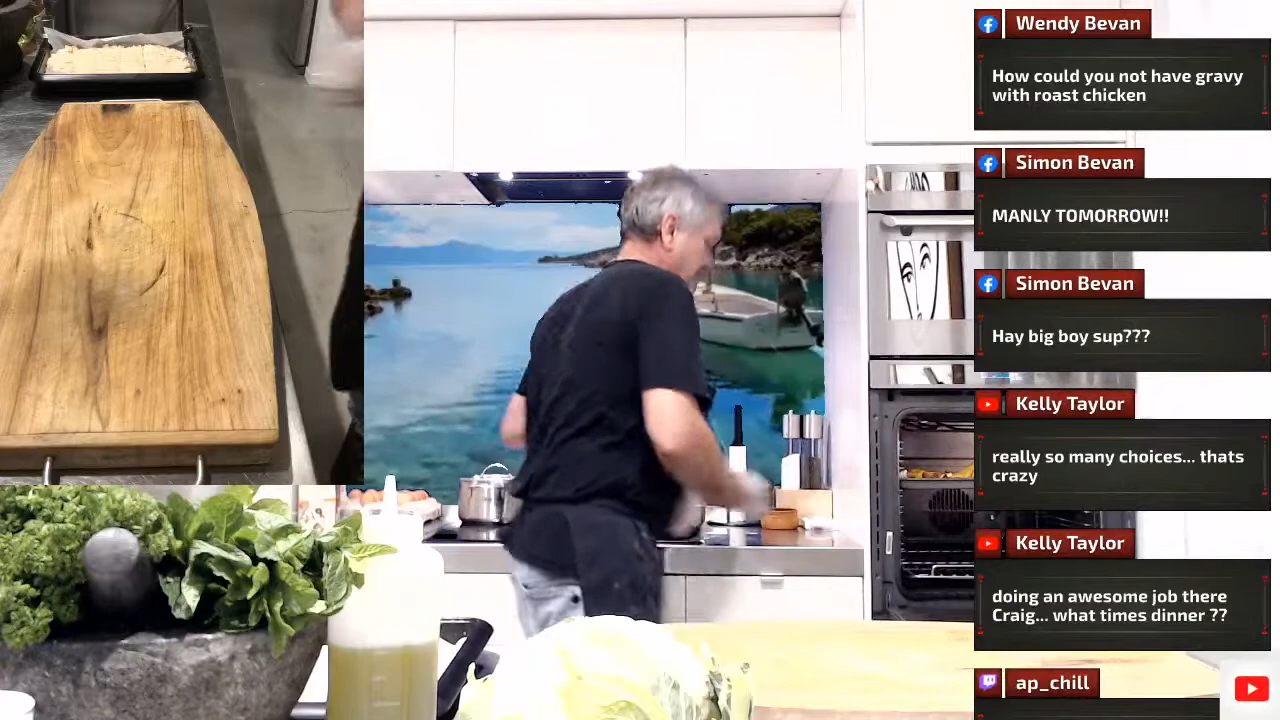 Wendy Bevan
How could you not have gravy
with roast chicken
Simon Bevan
MANLY TOMORROW!!
Simon Bevan
Hay big boy sup???
Kelly Taylor
really so many choices... thats
crazy
Kelly Taylor
doing an awesome job there
Craig... what times dinner ??
ap_chill